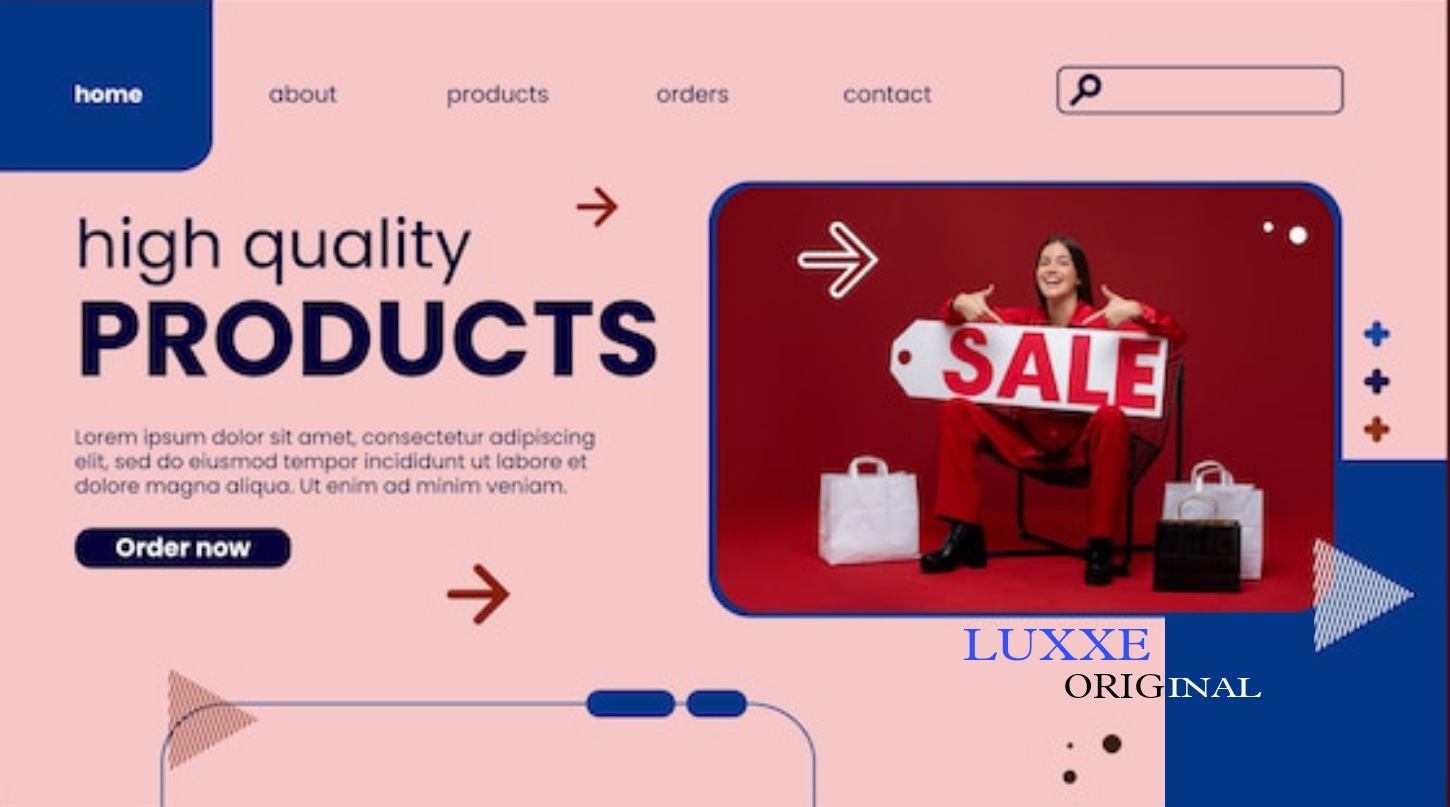 home
about
products
orders
contact
high quality
PRODUCTS
Lorem ipsum dolor sit amet, consectetur adipiscing
elit, sed do eiusmod tempor incididunt ut labore et
dolore magna aliqua. Ut enim ad minim veniam.
Order now
SALE
LUXXE
ORIGINAL